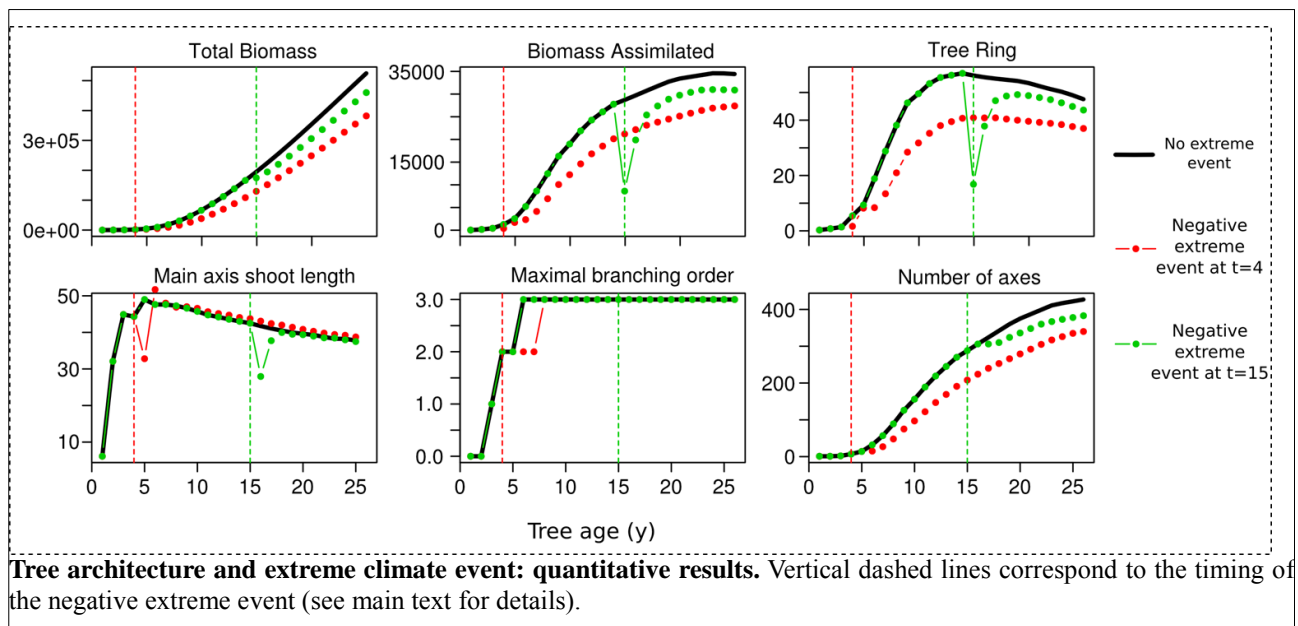 Total Biomass
Biomass Assimilated
Tree Ring
3e+05
0e+00
35000
15000
0
40
20
0
No extreme
event
Negative
extreme
event at t=4
Negative
extreme
event at t=15
Main axis shoot length
Maximal branching order
Number of axes
50
30
10
3.0
2.0
1.0
0.0
400
200
0
0 5 10 15 20 25
0 5 10 15 20 25
0 5 10 15 20 25
Tree age (y)
Tree architecture and extreme climate event: quantitative results. Vertical dashed lines correspond to the timing of
the negative extreme event (see main text for details).